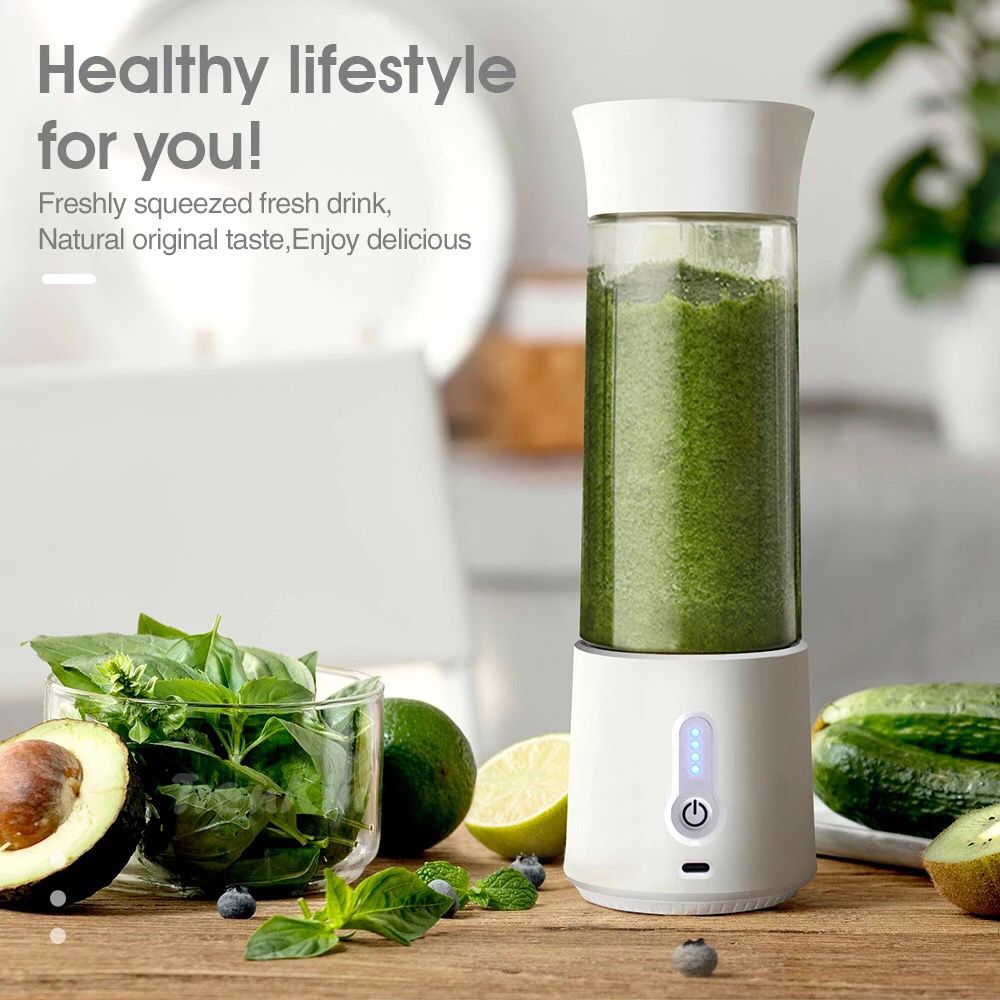 Healthy lifestyle
for you!
Freshly squeezed fresh drink,
Natural original taste,Enjoy delicious